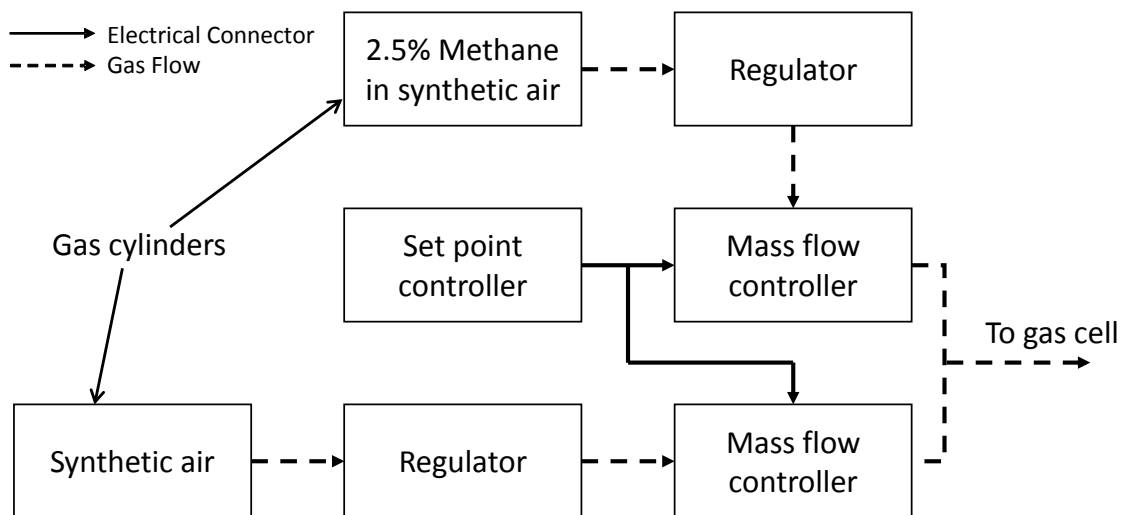 Electrical Connector
Gas Flow
2.5% Methane
in synthetic air
Regulator
Gas cylinders
Set point
controller
Mass flow
controller
To gas cell
Synthetic air
Regulator
Mass flow
controller